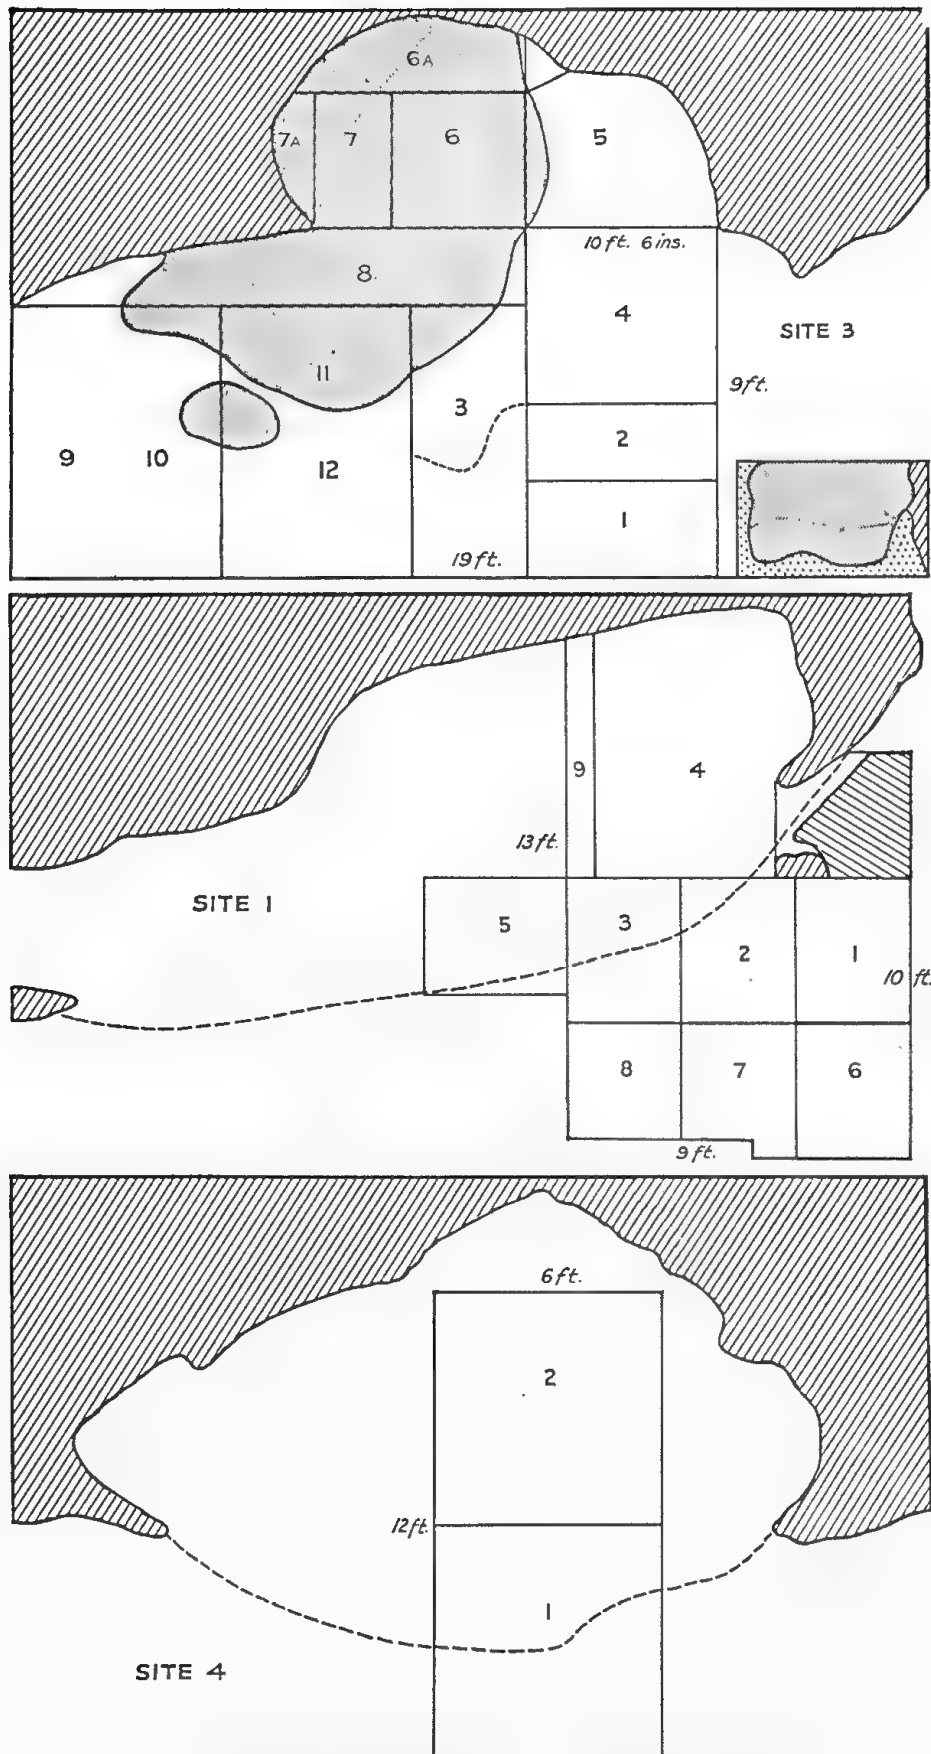 6A
7A 7 6 5
10 ft. 6 ins.
8
4
SITE 3
11
9 ft.
3
2
9 10 12
1
19 ft.
9 4
13 ft.
SITE 1
5 3 2 1
10 ft.
8 7 6
9 ft.
6 ft.
2
12 ft.
1
SITE 4